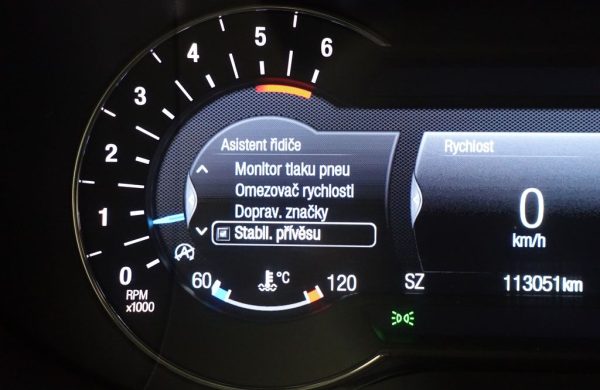 6
5
4
3
2
1
0
RPM
x1000
Asistent řidiče
Monitor tlaku pneu
Omezovač rychlosti
Doprav. značky
Stabil. přívěsu
A
60 °C 120
Rychlost
0
km/h
SZ 113051km